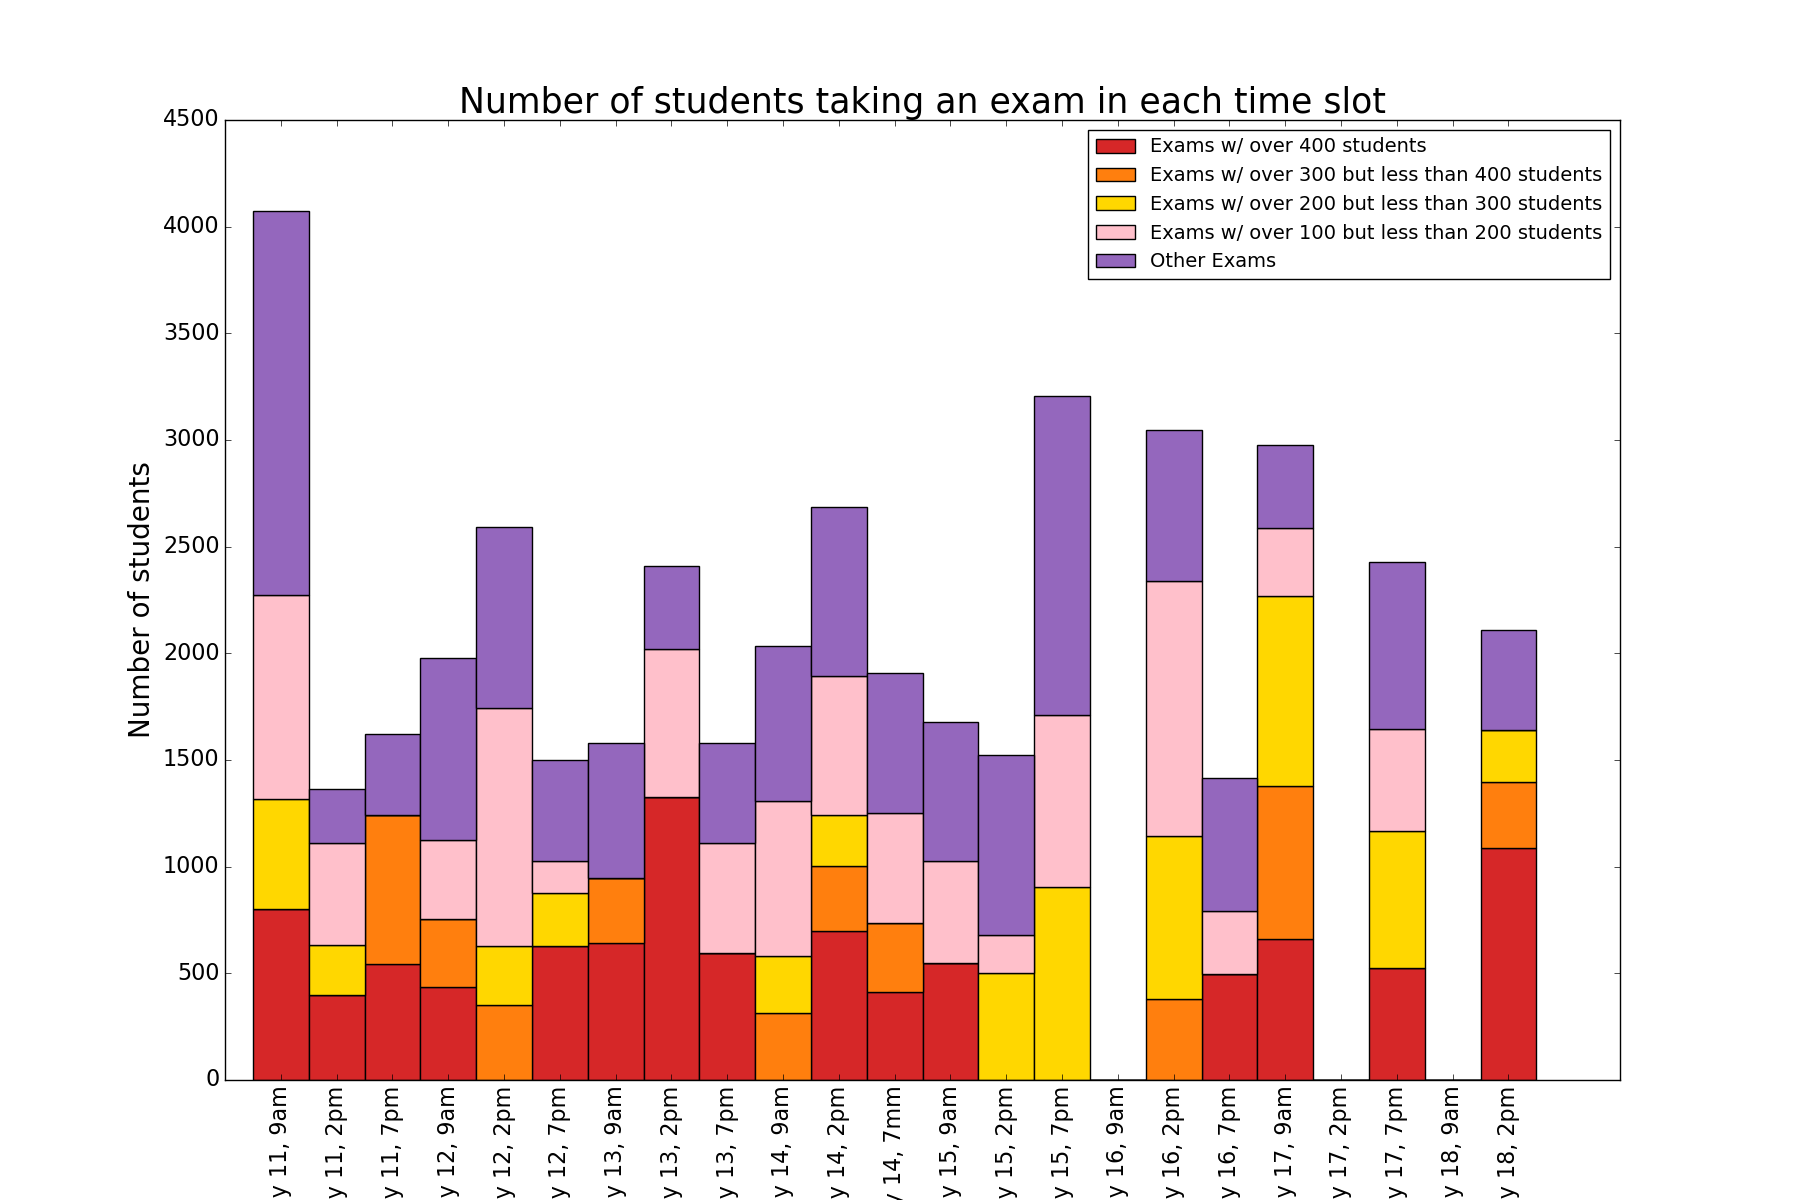 Number of students taking an exam in each time slot
4500
4000
3500
3000
2500
2000
1500
1000
500
0
Number of students
Exams w/ over 400 students
Exams w/ over 300 but less than 400 students
Exams w/ over 200 but less than 300 students
Exams w/ over 100 but less than 200 students
Other Exams
y 11, 9am
y 11, 2pm
y 11, 7pm
y 12, 9am
y 12, 2pm
y 12, 7pm
y 13, 9am
y 13, 2pm
y 13, 7pm
y 14, 9am
y 14, 2pm
y 14, 7mm
y 15, 9am
y 15, 2pm
y 15, 7pm
y 16, 9am
y 16, 2pm
y 16, 7pm
y 17, 9am
y 17, 2pm
y 17, 7pm
y 18, 9am
y 18, 2pm